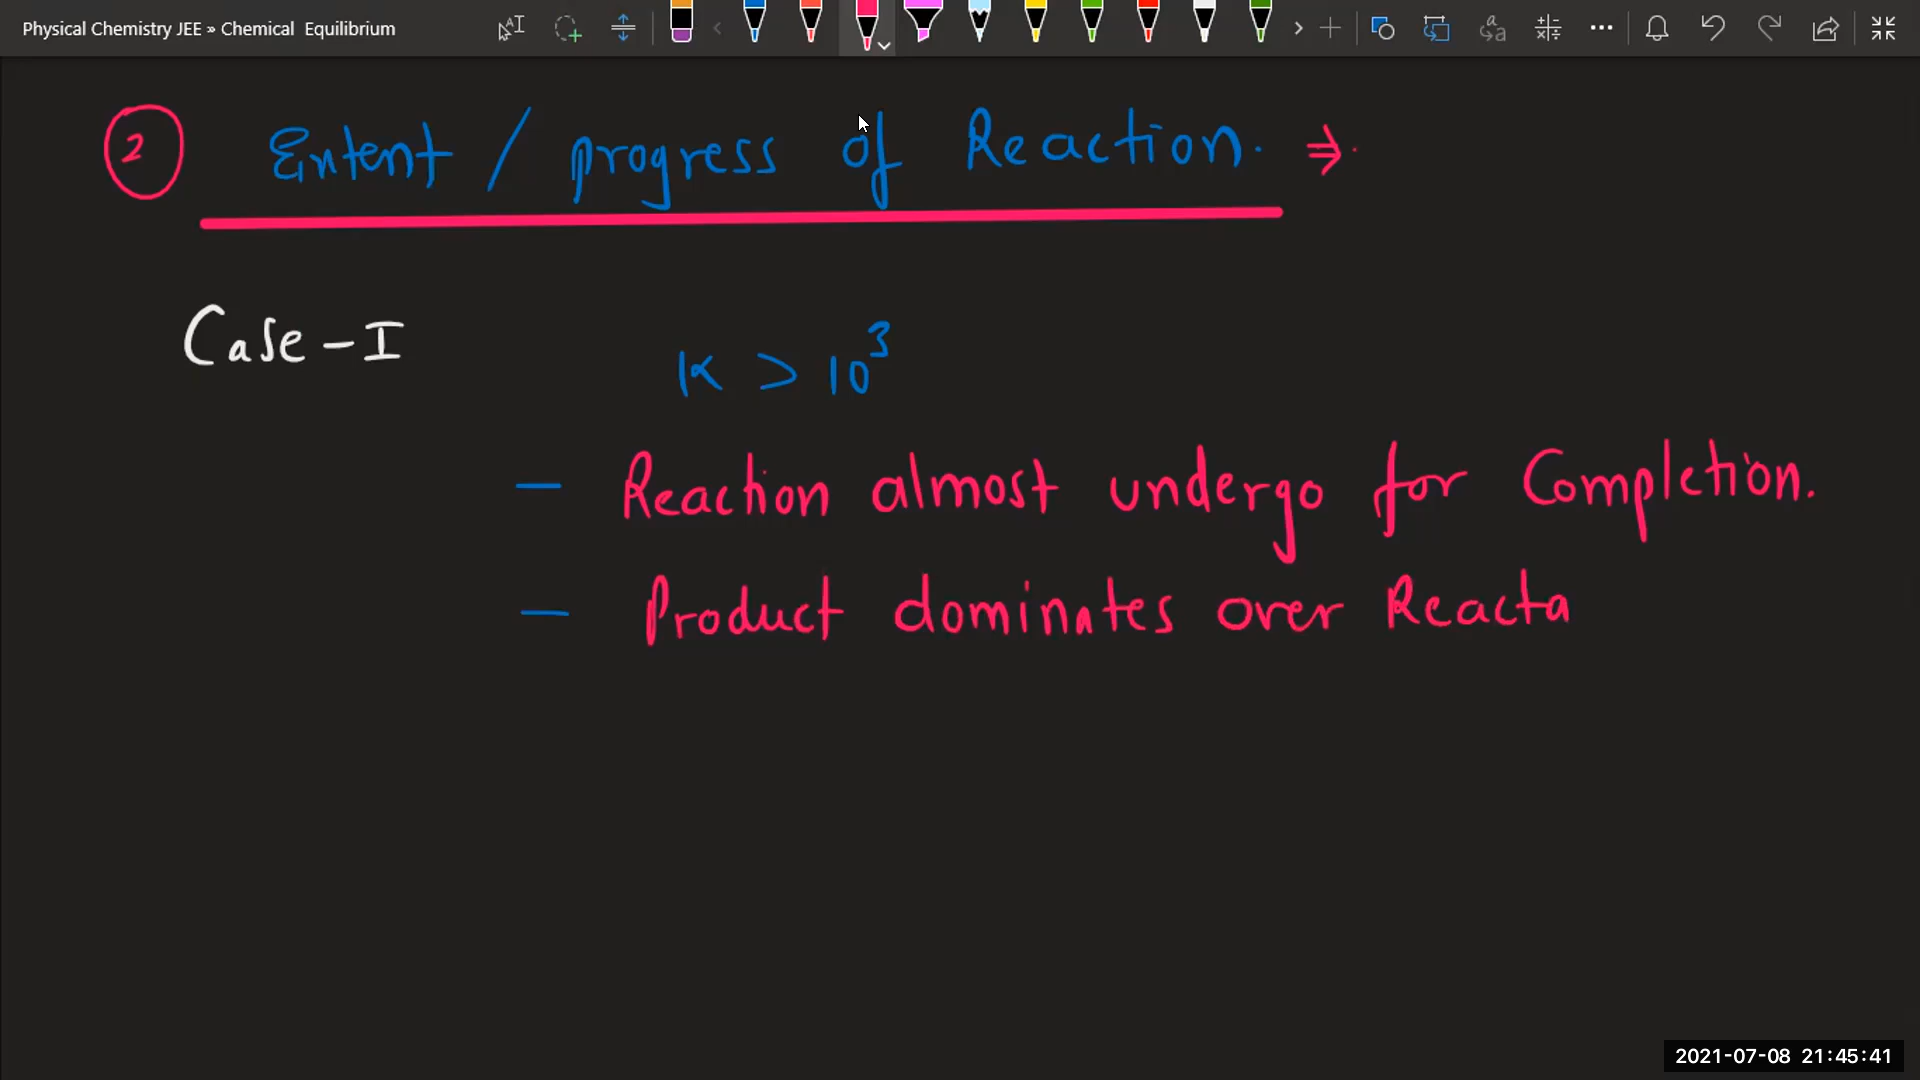 Physical Chemistry JEE » Chemical Equilibrium
2 Extent / progress of Reaction. ⇒.
Case - I
K > 10³
– Reaction almost undergo for Completion.
– Product dominates over Reacta
2021-07-08 21:45:41